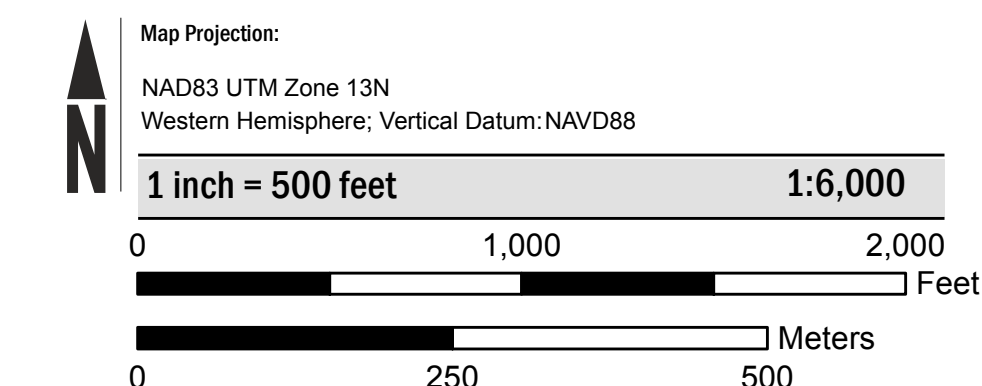 Map Projection:
N
NAD83 UTM Zone 13N
Western Hemisphere; Vertical Datum:NAVD88
1 inch = 500 feet 1:6,000
0 1,000 2,000
Feet
Meters
0 250 500